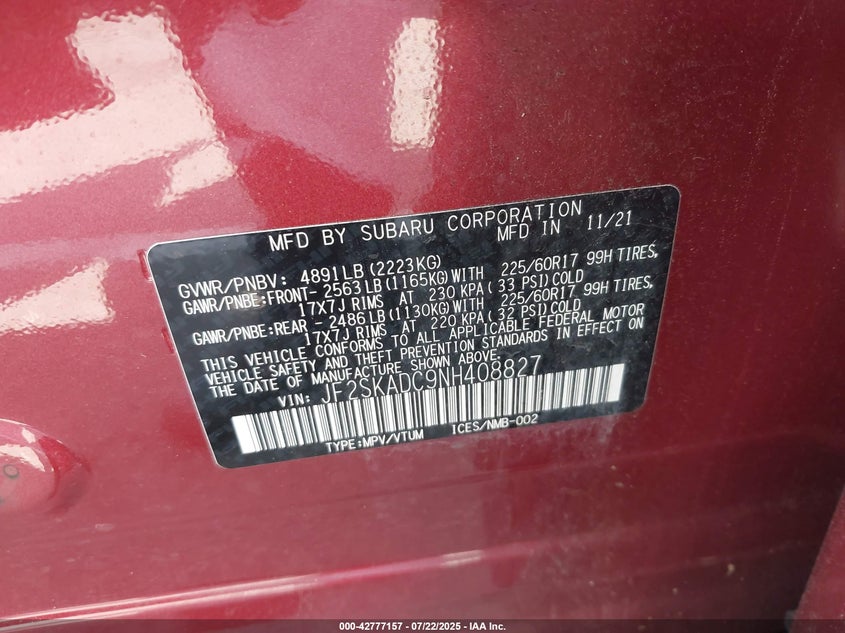 MFD BY SUBARU CORPORATION
MFD IN 11/21
GVWR/PNBV: 4891LB(2223KG)
GAWR/PNBE:FRONT- 2563LB(1165KG)WITH 225/60R17 99H TIRES,
17X7J RIMS AT 230 KPA(33 PSI)COLD
GAWR/PNBE:REAR - 2486LB(1130KG)WITH 225/60R17 99H TIRES,
17X7J RIMS AT 220 KPA(32 PSI)COLD
THIS VEHICLE CONFORMS TO ALL APPLICABLE FEDERAL MOTOR
VEHICLE SAFETY AND THEFT PREVENTION STANDARDS IN EFFECT ON
THE DATE OF MANUFACTURE SHOWN ABOVE.
VIN: JF2SKADC9NH408827
TYPE:MPV/VTUM ICES/NMB-002
000-42777157 • 07/22/2025 • IAA Inc.